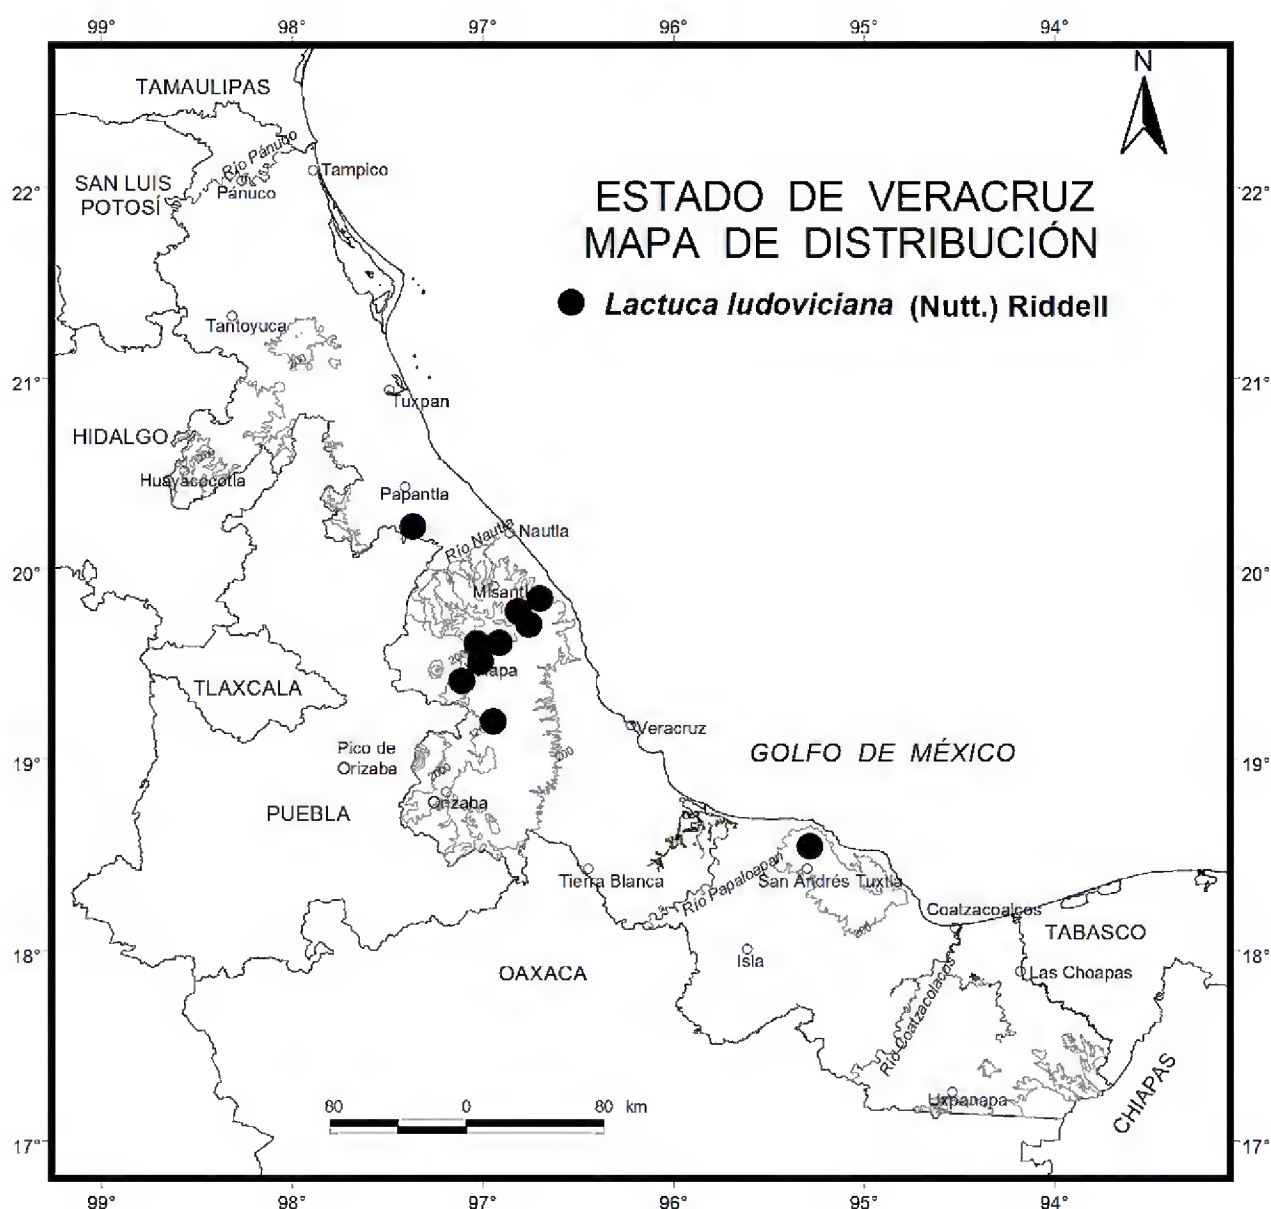 99° 98° 97° 96° 95° 94°
N
TAMAULIPAS
Río Pánuco
Tampico
SAN LUIS
POTOSÍ
Pánuco
22° 22°
ESTADO DE VERACRUZ
MAPA DE DISTRIBUCIÓN
Lactuca ludoviciana (Nutt.) Riddell
Tantoyuca
21° 21°
Tuxpan
HIDALGO
Huayacocotla
Papantla
Río Nautla
Nautla
20° 20°
TLAXCALA
Pico de
Orizaba
Veracruz
GOLFO DE MÉXICO
19° 19°
2000
200
Orizaba
PUEBLA
Tierra Blanca
Río Papaloapan
San Andrés Tuxtla
200
Coatzacoalcos
TABASCO
18° 18°
OAXACA
Isla
Las Choapas
Río Coatzacolacos
Uxpanapa
CHIAPAS
80 0 80 km
17° 17°
99° 98° 97° 96° 95° 94°